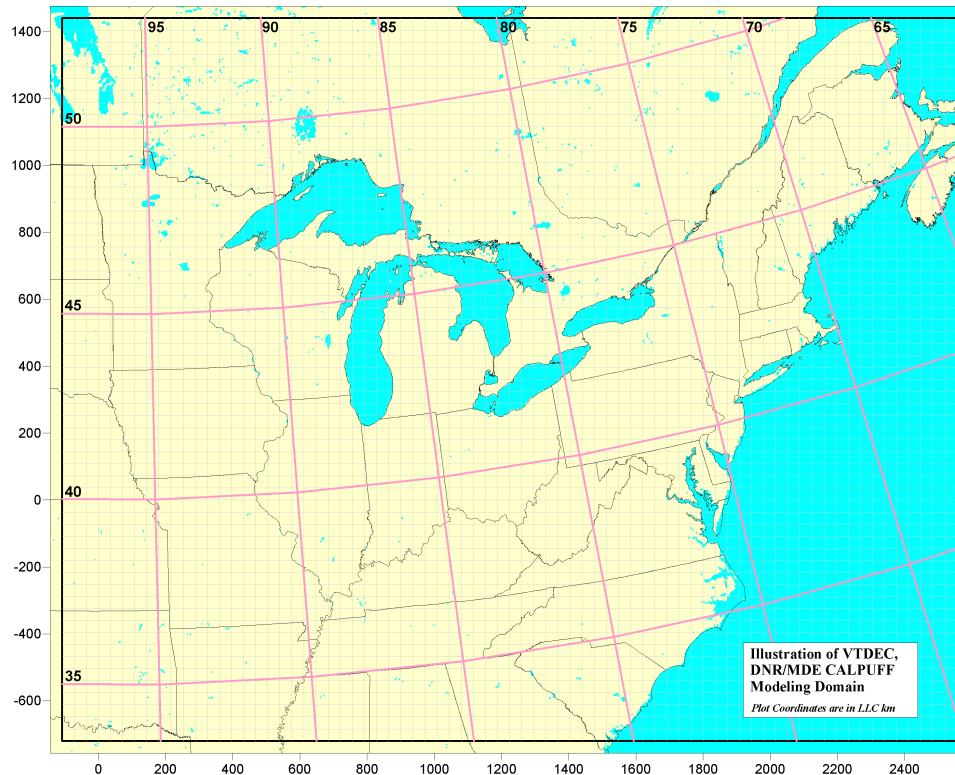 95 90 85 80 75 70 65
1400
1200
50
1000
800
600
45
400
200
40
0
-200
-400
35
-600
Illustration of VTDEC,
DNR/MDE CALPUFF
Modeling Domain
Plot Coordinates are in LLC km
0 200 400 600 800 1000 1200 1400 1600 1800 2000 2200 2400